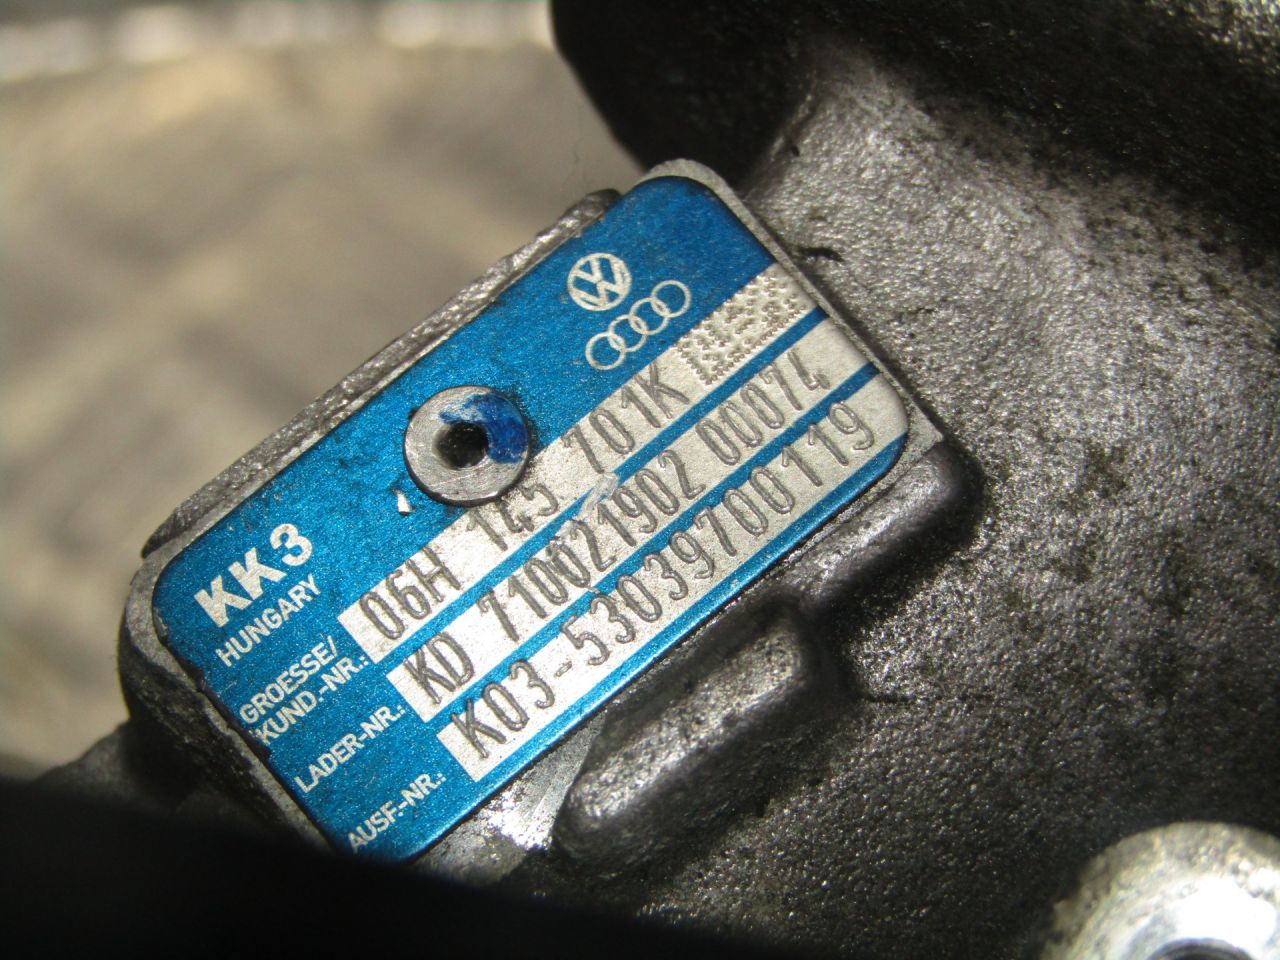 KK3
HUNGARY
GROESSE/
KUND.-NR.: 06H 145 701K
LADER-NR.: KD 710021902 00074
AUSF.-NR.: K03-53039700119